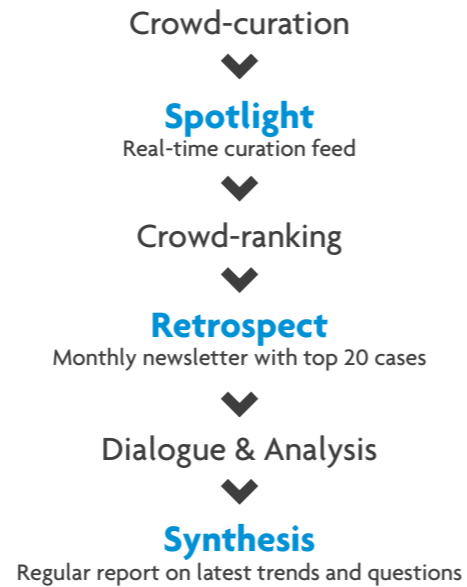 Crowd-curation
Spotlight
Real-time curation feed
Crowd-ranking
Retrospect
Monthly newsletter with top 20 cases
Dialogue & Analysis
Synthesis
Regular report on latest trends and questions